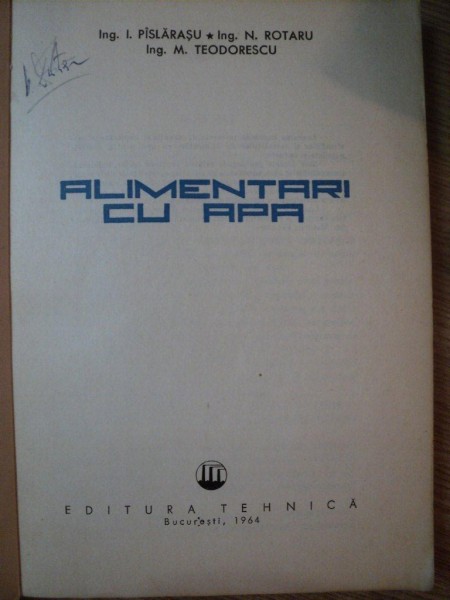 Ing. I. PÎSLĂRAȘU ★ Ing. N. ROTARU
Ing. M. TEODORESCU
ALIMENTARI
CU APA
EDITURA TEHNICĂ
București, 1964